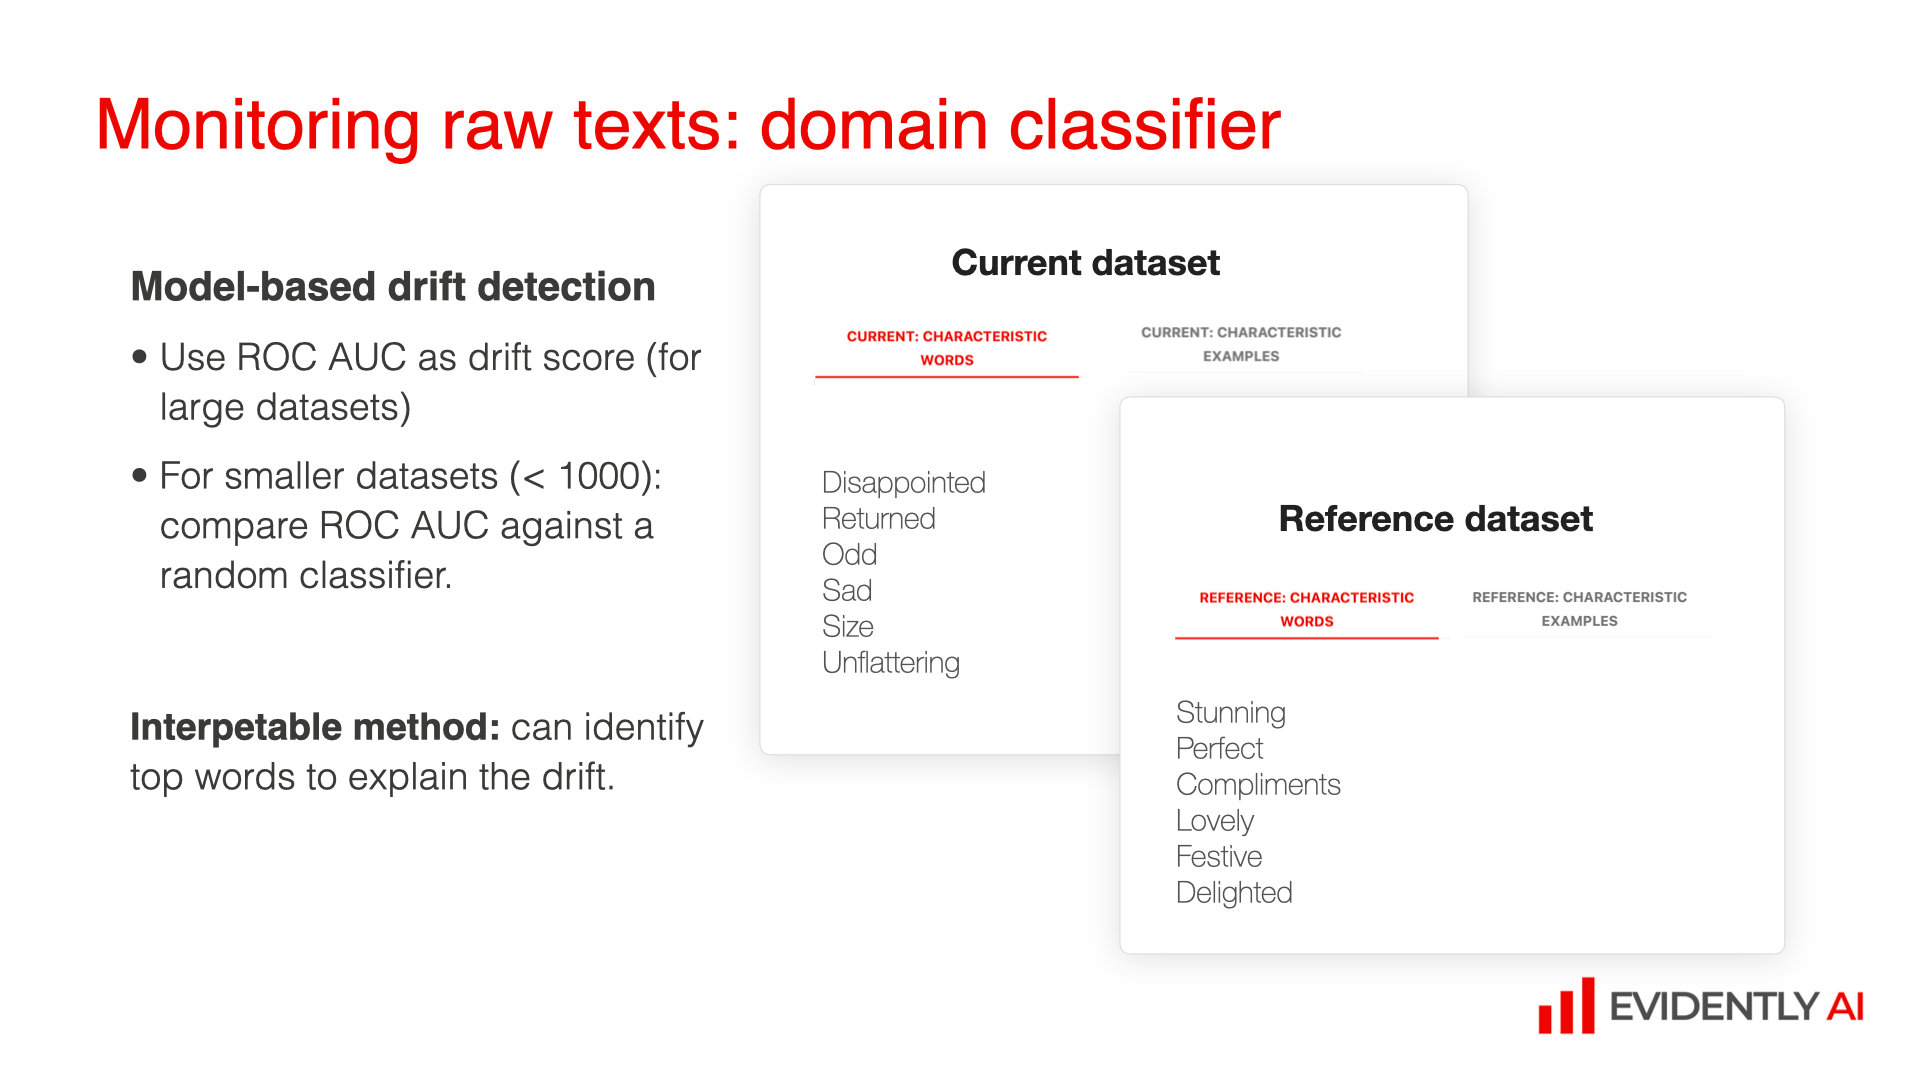 Monitoring raw texts: domain classifier
Model-based drift detection
• Use ROC AUC as drift score (for
large datasets)
• For smaller datasets (< 1000):
compare ROC AUC against a
random classifier.
Interpetable method: can identify
top words to explain the drift.
Current dataset
CURRENT: CHARACTERISTIC
WORDS
CURRENT: CHARACTERISTIC
EXAMPLES
Disappointed
Returned
Odd
Sad
Size
Unflattering
Reference dataset
REFERENCE: CHARACTERISTIC
WORDS
REFERENCE: CHARACTERISTIC
EXAMPLES
Stunning
Perfect
Compliments
Lovely
Festive
Delighted
EVIDENTLY AI